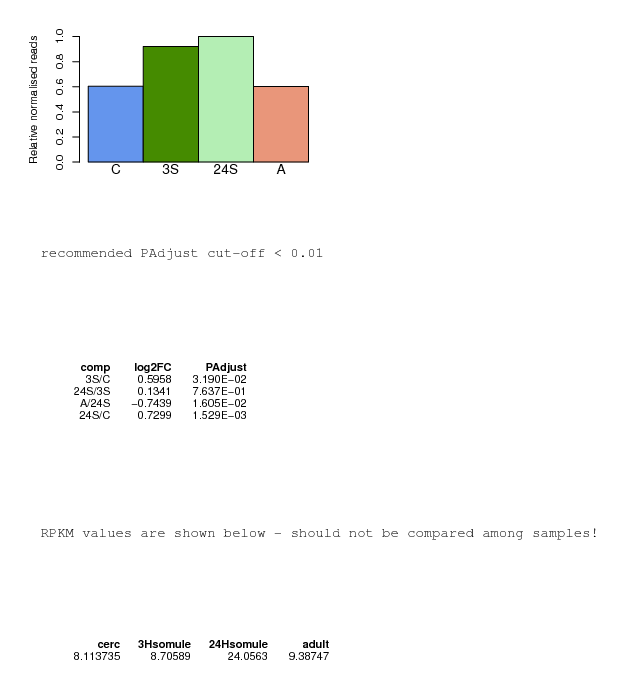 Relative normalised reads
1.0
0.8
0.6
0.4
0.2
0.0
C 3S 24S A
recommended PAdjust cut-off < 0.01
comp log2FC PAdjust
3S/C 0.5958 3.190E−02
24S/3S 0.1341 7.637E−01
A/24S −0.7439 1.605E−02
24S/C 0.7299 1.529E−03
RPKM values are shown below - should not be compared among samples!
cerc 3Hsomule 24Hsomule adult
8.113735 8.70589 24.0563 9.38747